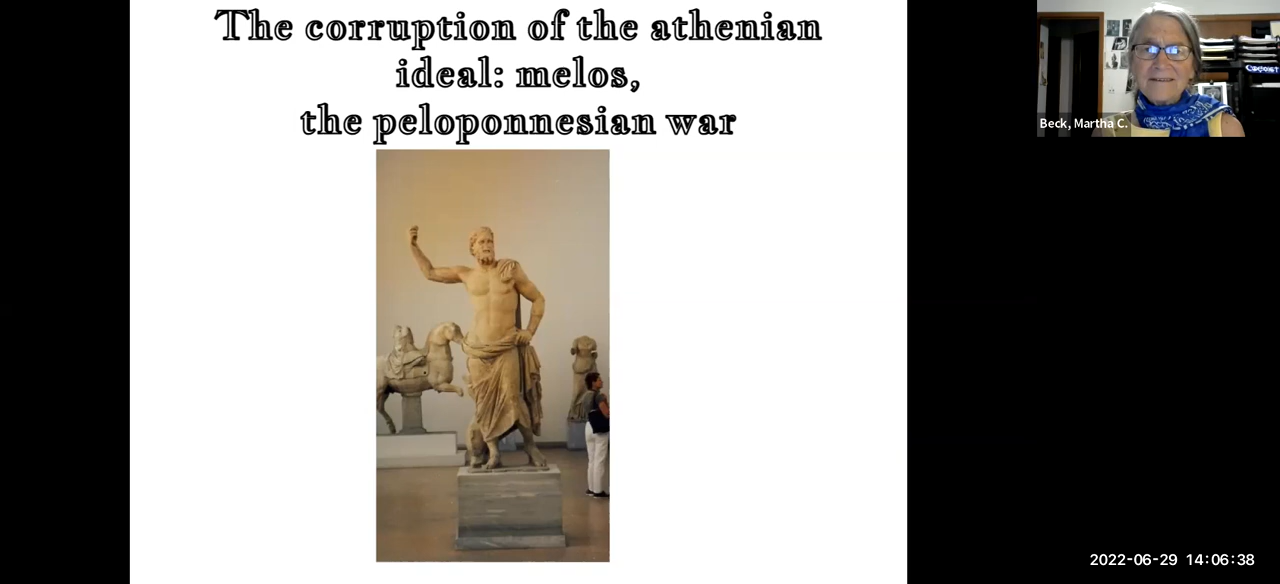 The corruption of the athenian
ideal: melos,
the peloponnesian war
Beck, Martha C.
2022-06-29 14:06:38